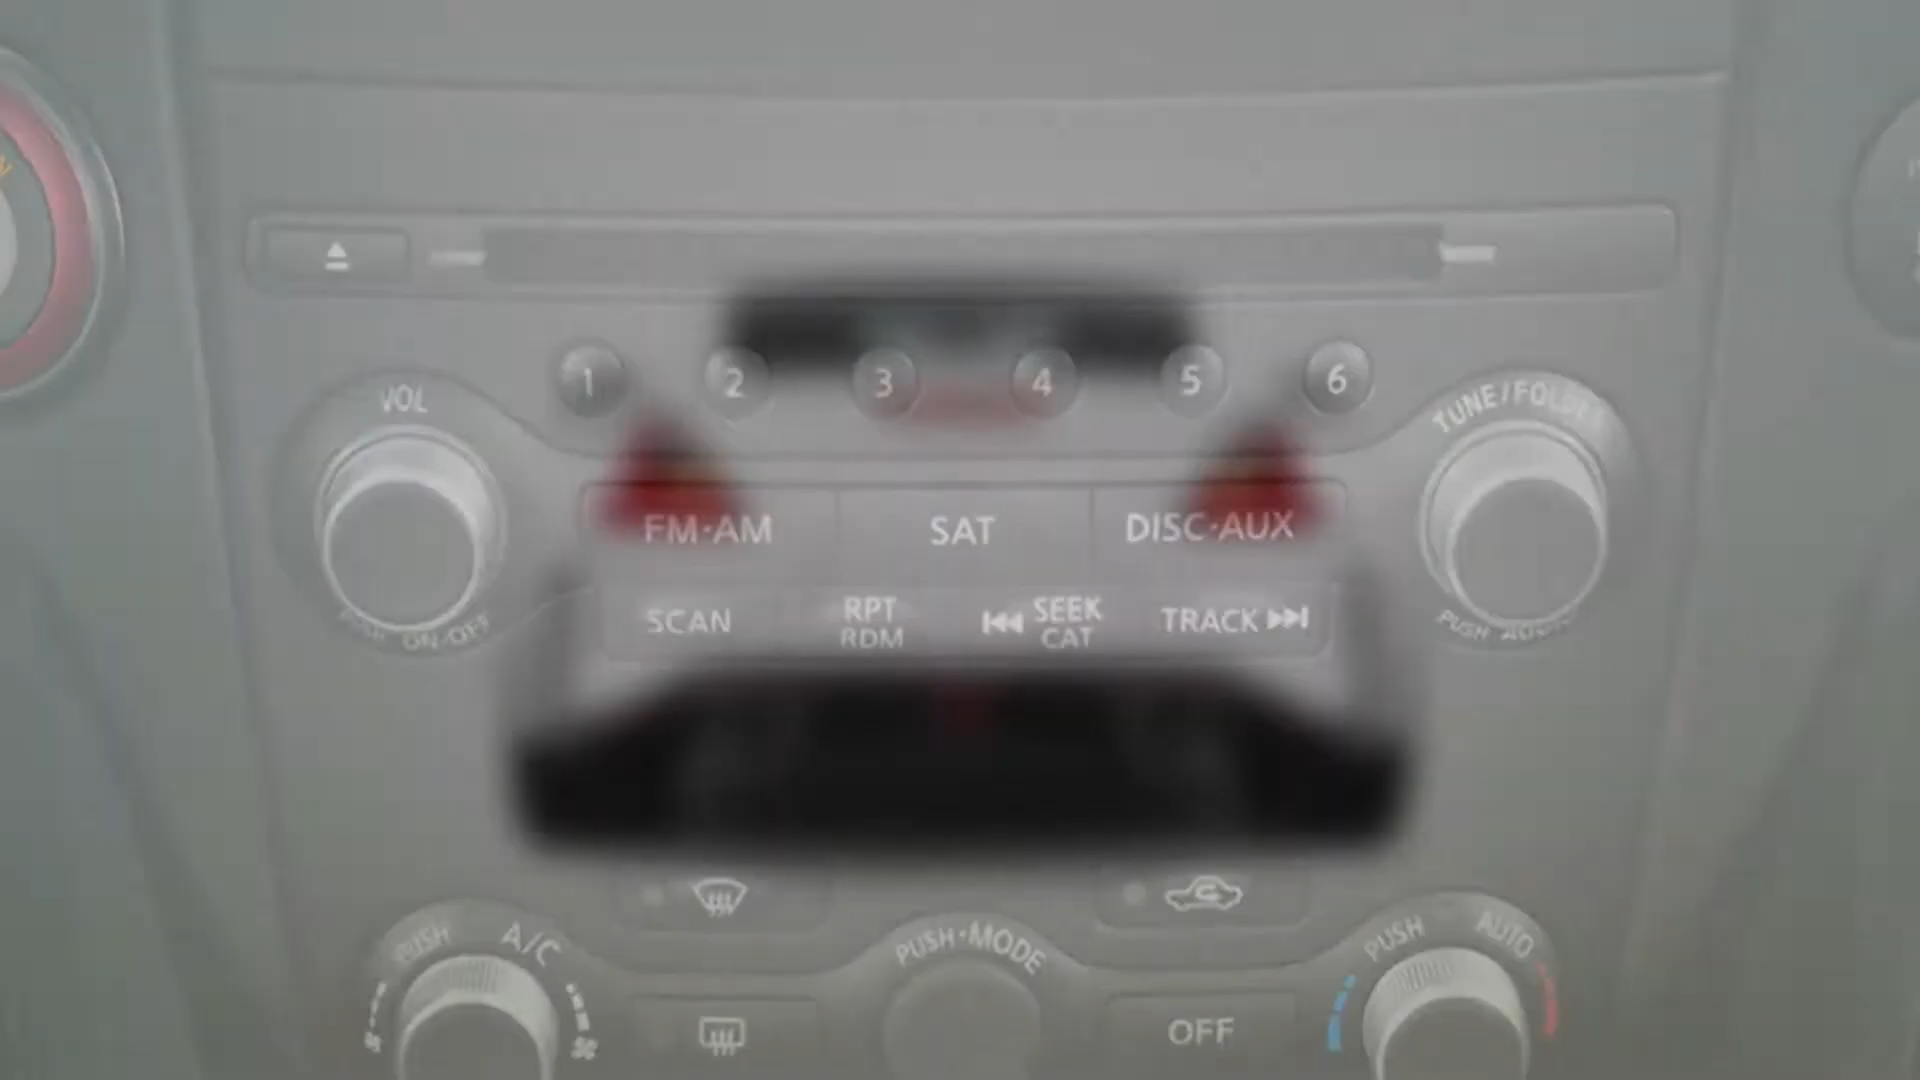 1 2 3 4 5 6
VOL
TUNE/FOLDER
FM·AM SAT DISC·AUX
SCAN RPT SEEK TRACK
RDM CAT
PUSH ON·OFF
PUSH AUDIO
PUSH A/C
PUSH·MODE
PUSH AUTO
OFF